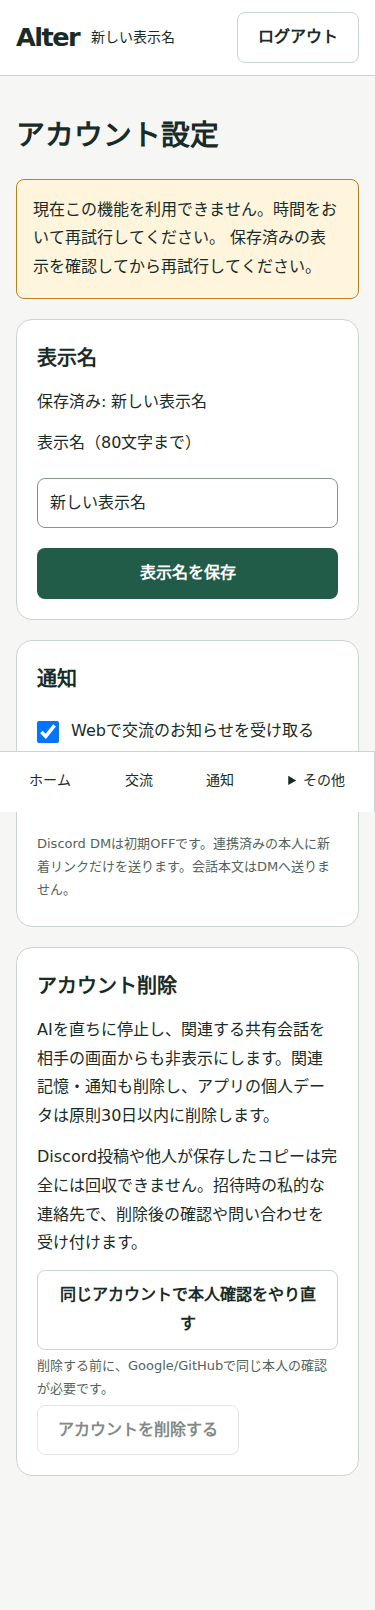 Alter 新しい表示名 ログアウト
アカウント設定
現在この機能を利用できません。時間をお
いて再試行してください。 保存済みの表
示を確認してから再試行してください。
表示名
保存済み: 新しい表示名
表示名（80文字まで）
新しい表示名
表示名を保存
通知
Webで交流のお知らせを受け取る
ホーム 交流 通知 ▶ その他
Discord DMは初期OFFです。連携済みの本人に新
着リンクだけを送ります。会話本文はDMへ送りま
せん。
アカウント削除
AIを直ちに停止し、関連する共有会話を
相手の画面からも非表示にします。関連
記憶・通知も削除し、アプリの個人デー
タは原則30日以内に削除します。
Discord投稿や他人が保存したコピーは完
全には回収できません。招待時の私的な
連絡先で、削除後の確認や問い合わせを
受け付けます。
同じアカウントで本人確認をやり直
す
削除する前に、Google/GitHubで同じ本人の確認
が必要です。
アカウントを削除する